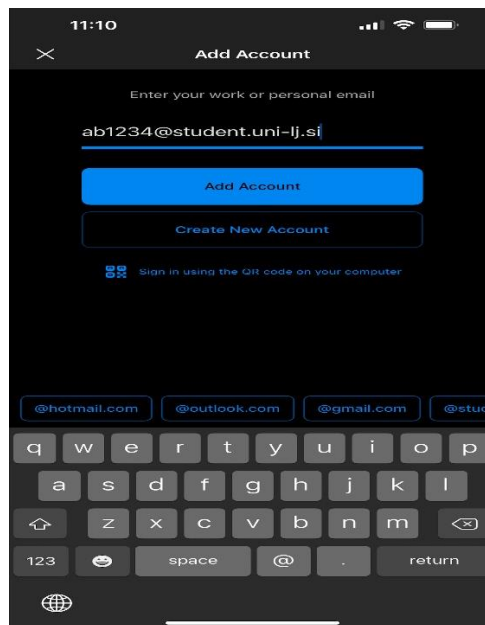 11:10
Add Account
Enter your work or personal email
ab1234@student.uni-lj.si
Add Account
Create New Account
Sign in using the QR code on your computer
@hotmail.com @outlook.com @gmail.com @stud
q w e r t y u i o p
a s d f g h j k l
z x c v b n m
123 space @ . return